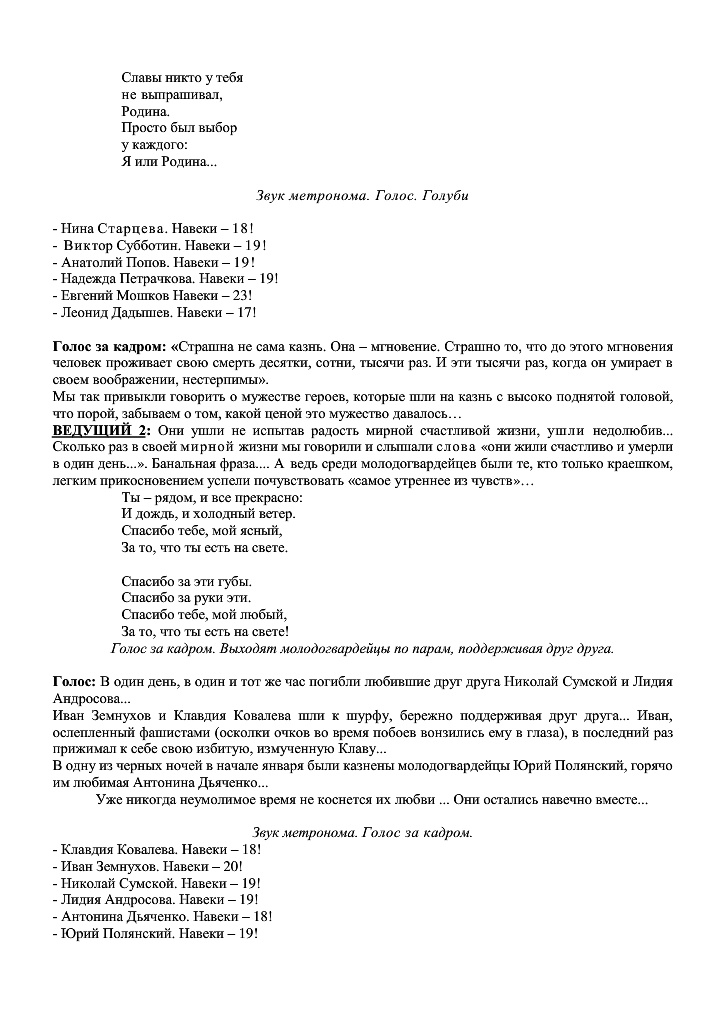 Славы никто у тебя
не выпрашивал,
Родина.
Просто был выбор
у каждого:
Я или Родина...
Звук метронома. Голос. Голуби
- Нина Старцева. Навеки – 18!
- Виктор Субботин. Навеки – 19!
- Анатолий Попов. Навеки – 19!
- Надежда Петрачкова. Навеки – 19!
- Евгений Мошков Навеки – 23!
- Леонид Дадышев. Навеки – 17!
Голос за кадром: «Страшна не сама казнь. Она – мгновение. Страшно то, что до этого мгновения
человек проживает свою смерть десятки, сотни, тысячи раз. И эти тысячи раз, когда он умирает в
своем воображении, нестерпимы».
Мы так привыкли говорить о мужестве героев, которые шли на казнь с высоко поднятой головой,
что порой, забываем о том, какой ценой это мужество давалось…
ВЕДУЩИЙ 2: Они ушли не испытав радость мирной счастливой жизни, ушли недолюбив...
Сколько раз в своей мирной жизни мы говорили и слышали слова «они жили счастливо и умерли
в один день...». Банальная фраза.... А ведь среди молодогвардейцев были те, кто только краешком,
легким прикосновением успели почувствовать «самое утреннее из чувств»…
Ты – рядом, и все прекрасно:
И дождь, и холодный ветер.
Спасибо тебе, мой ясный,
За то, что ты есть на свете.
Спасибо за эти губы.
Спасибо за руки эти.
Спасибо тебе, мой любый,
За то, что ты есть на свете!
Голос за кадром. Выходят молодогвардейцы по парам, поддерживая друг друга.
Голос: В один день, в один и тот же час погибли любившие друг друга Николай Сумской и Лидия
Андросова...
Иван Земнухов и Клавдия Ковалева шли к шурфу, бережно поддерживая друг друга... Иван,
ослепленный фашистами (осколки очков во время побоев вонзились ему в глаза), в последний раз
прижимал к себе свою избитую, измученную Клаву...
В одну из черных ночей в начале января были казнены молодогвардейцы Юрий Полянский, горячо
им любимая Антонина Дьяченко...
Уже никогда неумолимое время не коснется их любви ... Они остались навечно вместе...
Звук метронома. Голос за кадром.
- Клавдия Ковалева. Навеки – 18!
- Иван Земнухов. Навеки – 20!
- Николай Сумской. Навеки – 19!
- Лидия Андросова. Навеки – 19!
- Антонина Дьяченко. Навеки – 18!
- Юрий Полянский. Навеки – 19!